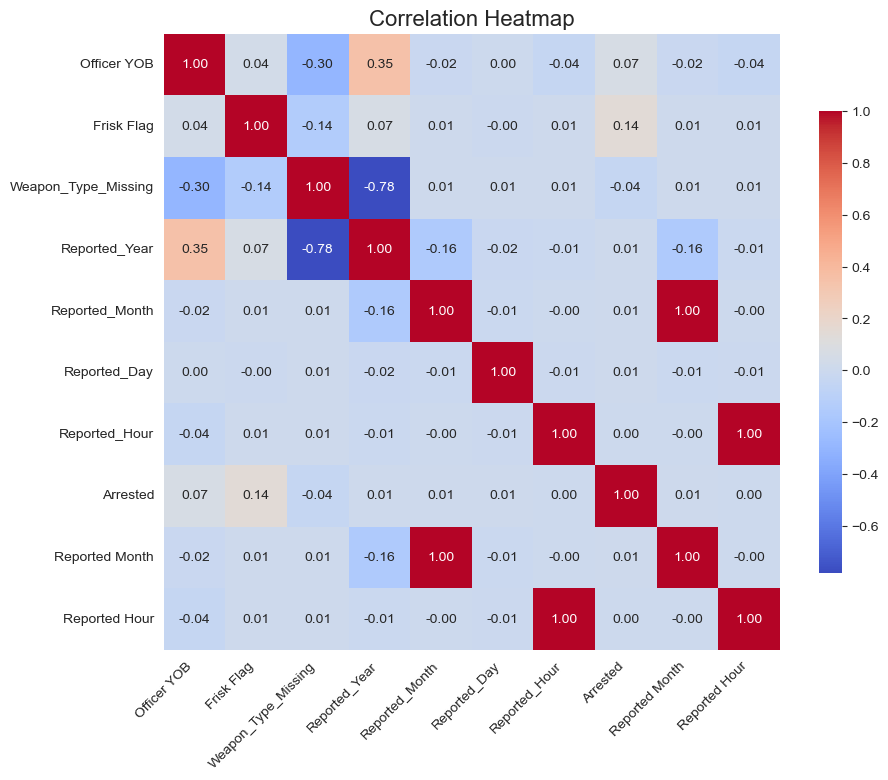 Correlation Heatmap
Officer YOB 1.00 0.04 -0.30 0.35 -0.02 0.00 -0.04 0.07 -0.02 -0.04
Frisk Flag 0.04 1.00 -0.14 0.07 0.01 -0.00 0.01 0.14 0.01 0.01
Weapon_Type_Missing -0.30 -0.14 1.00 -0.78 0.01 0.01 0.01 -0.04 0.01 0.01
Reported_Year 0.35 0.07 -0.78 1.00 -0.16 -0.02 -0.01 0.01 -0.16 -0.01
Reported_Month -0.02 0.01 0.01 -0.16 1.00 -0.01 -0.00 0.01 1.00 -0.00
Reported_Day 0.00 -0.00 0.01 -0.02 -0.01 1.00 -0.01 0.01 -0.01 -0.01
Reported_Hour -0.04 0.01 0.01 -0.01 -0.00 -0.01 1.00 0.00 -0.00 1.00
Arrested 0.07 0.14 -0.04 0.01 0.01 0.01 0.00 1.00 0.01 0.00
Reported Month -0.02 0.01 0.01 -0.16 1.00 -0.01 -0.00 0.01 1.00 -0.00
Reported Hour -0.04 0.01 0.01 -0.01 -0.00 -0.01 1.00 0.00 -0.00 1.00
Officer YOB
Frisk Flag
Weapon_Type_Missing
Reported_Year
Reported_Month
Reported_Day
Reported_Hour
Arrested
Reported Month
Reported Hour
1.0
0.8
0.6
0.4
0.2
0.0
−0.2
−0.4
−0.6